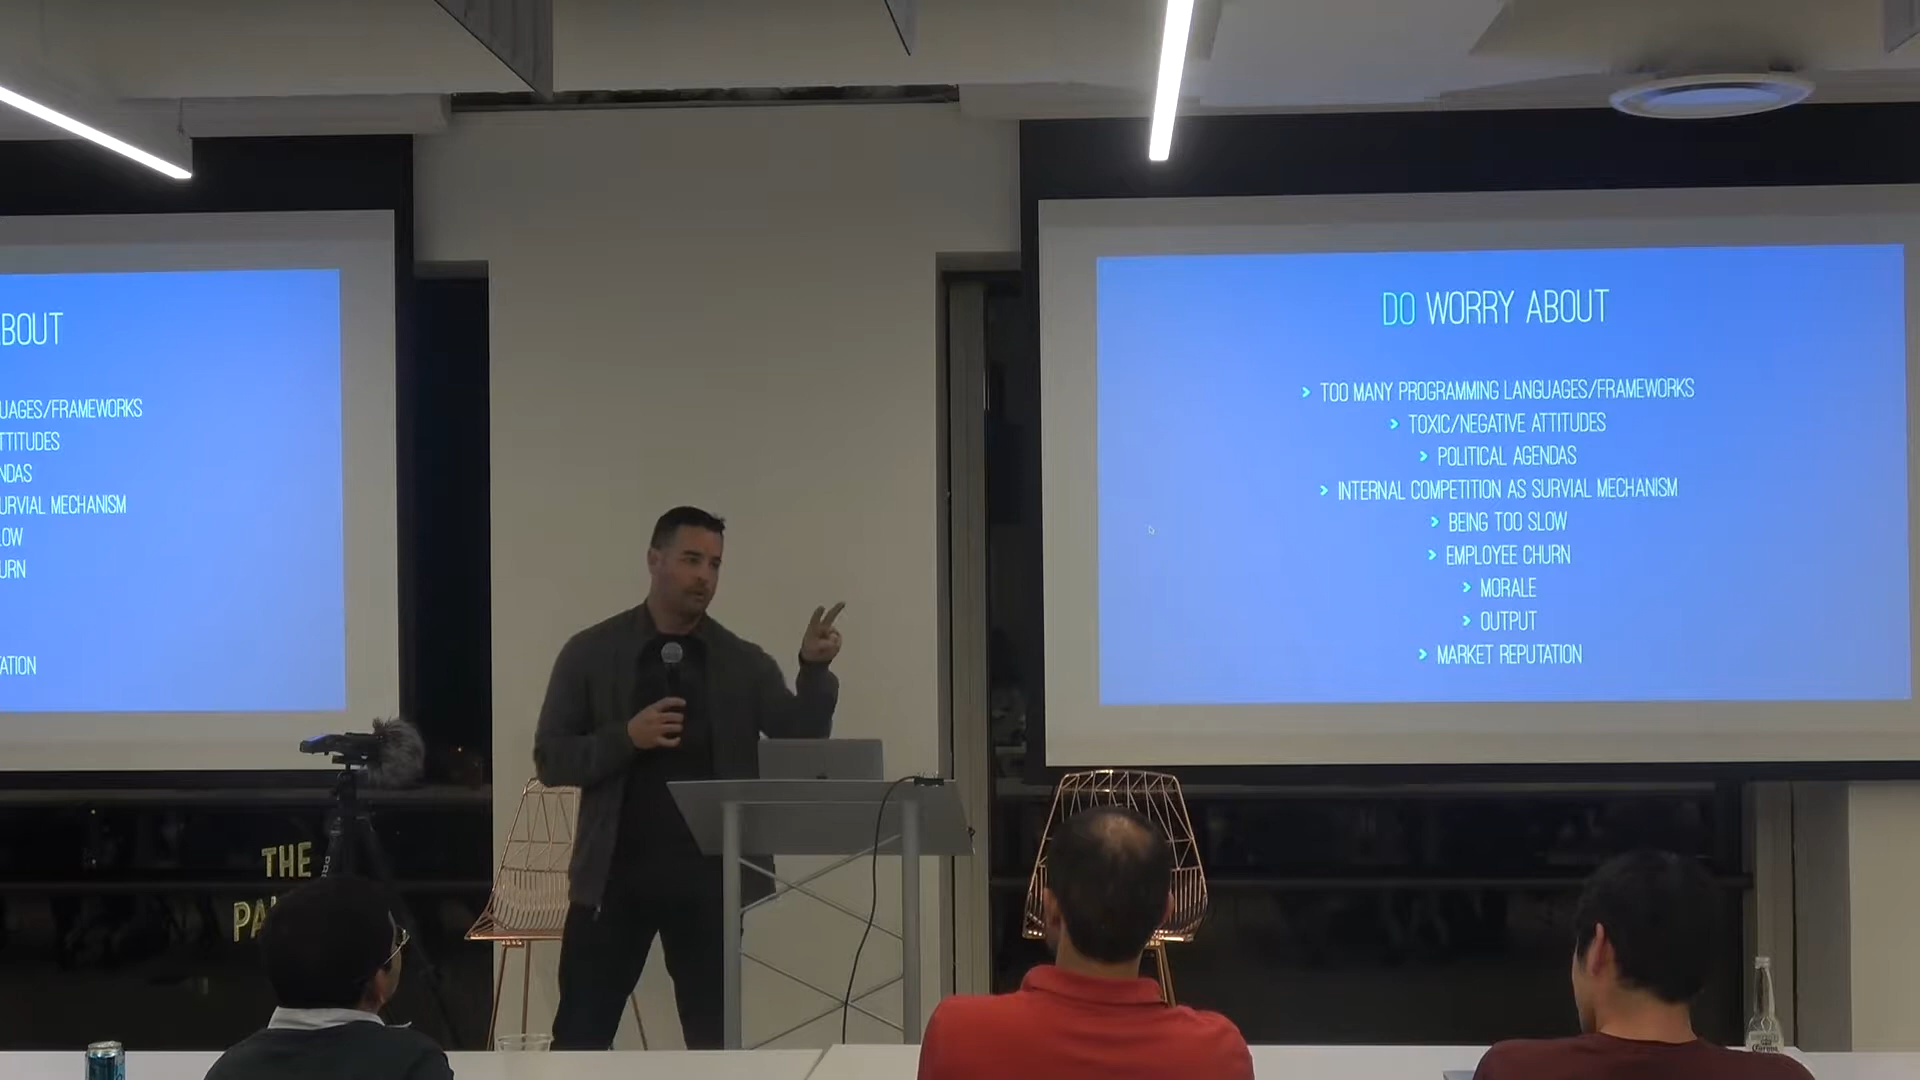 BOUT
UAGES/FRAMEWORKS
TTITUDES
NDAS
URVIAL MECHANISM
LOW
URN
ATION
DO WORRY ABOUT
> TOO MANY PROGRAMMING LANGUAGES/FRAMEWORKS
> TOXIC/NEGATIVE ATTITUDES
> POLITICAL AGENDAS
> INTERNAL COMPETITION AS SURVIAL MECHANISM
> BEING TOO SLOW
> EMPLOYEE CHURN
> MORALE
> OUTPUT
> MARKET REPUTATION
THE
PA
Corona